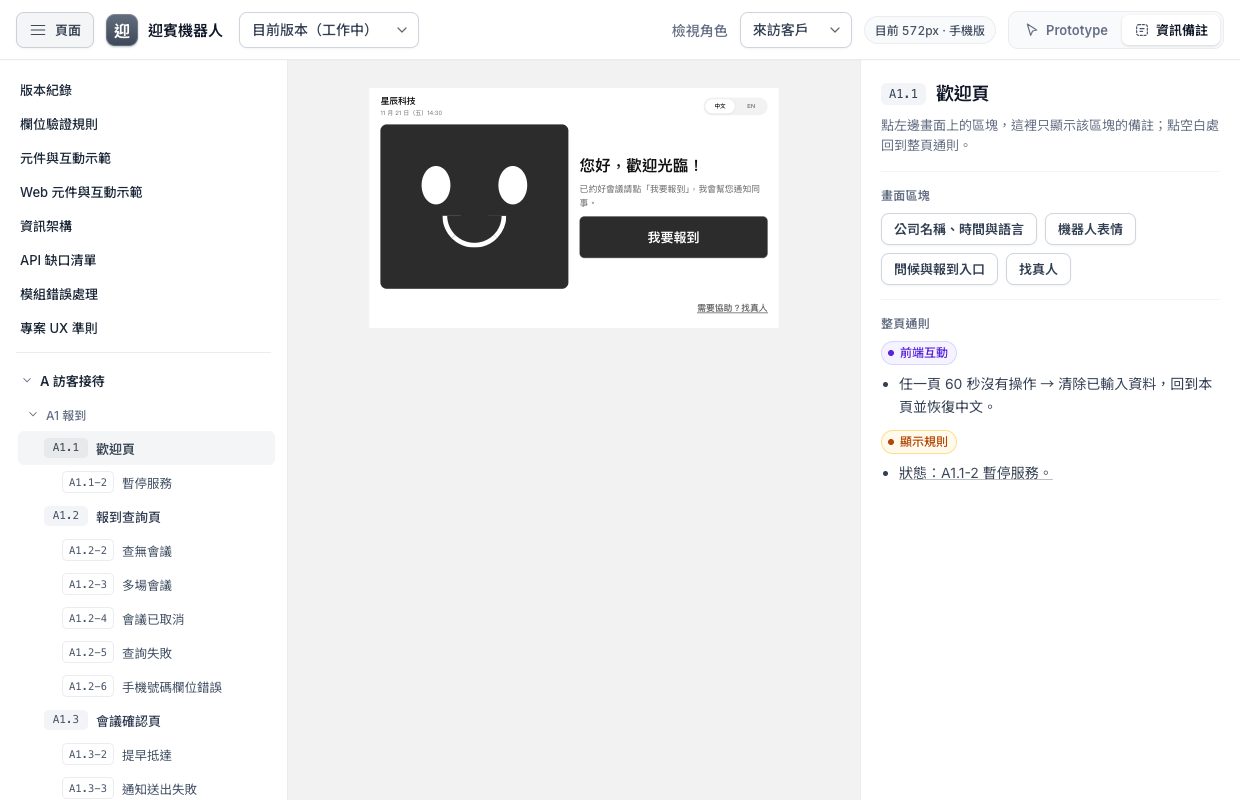 頁面
迎
迎賓機器人
目前版本（工作中）
檢視角色
來訪客戶
目前 572px · 手機版
Prototype
資訊備註
版本紀錄
欄位驗證規則
元件與互動示範
Web 元件與互動示範
資訊架構
API 缺口清單
模組錯誤處理
專案 UX 準則
A 訪客接待
A1 報到
A1.1 歡迎頁
A1.1-2 暫停服務
A1.2 報到查詢頁
A1.2-2 查無會議
A1.2-3 多場會議
A1.2-4 會議已取消
A1.2-5 查詢失敗
A1.2-6 手機號碼欄位錯誤
A1.3 會議確認頁
A1.3-2 提早抵達
A1.3-3 通知送出失敗
星辰科技
11 月 21 日（五）14:30
中文
EN
您好，歡迎光臨！
已約好會議請點「我要報到」，我會幫您通知同
事。
我要報到
需要協助？找真人
A1.1 歡迎頁
點左邊畫面上的區塊，這裡只顯示該區塊的備註；點空白處
回到整頁通則。
畫面區塊
公司名稱、時間與語言
機器人表情
問候與報到入口
找真人
整頁通則
前端互動
任一頁 60 秒沒有操作 → 清除已輸入資料，回到本
頁並恢復中文。
顯示規則
狀態：A1.1-2 暫停服務。